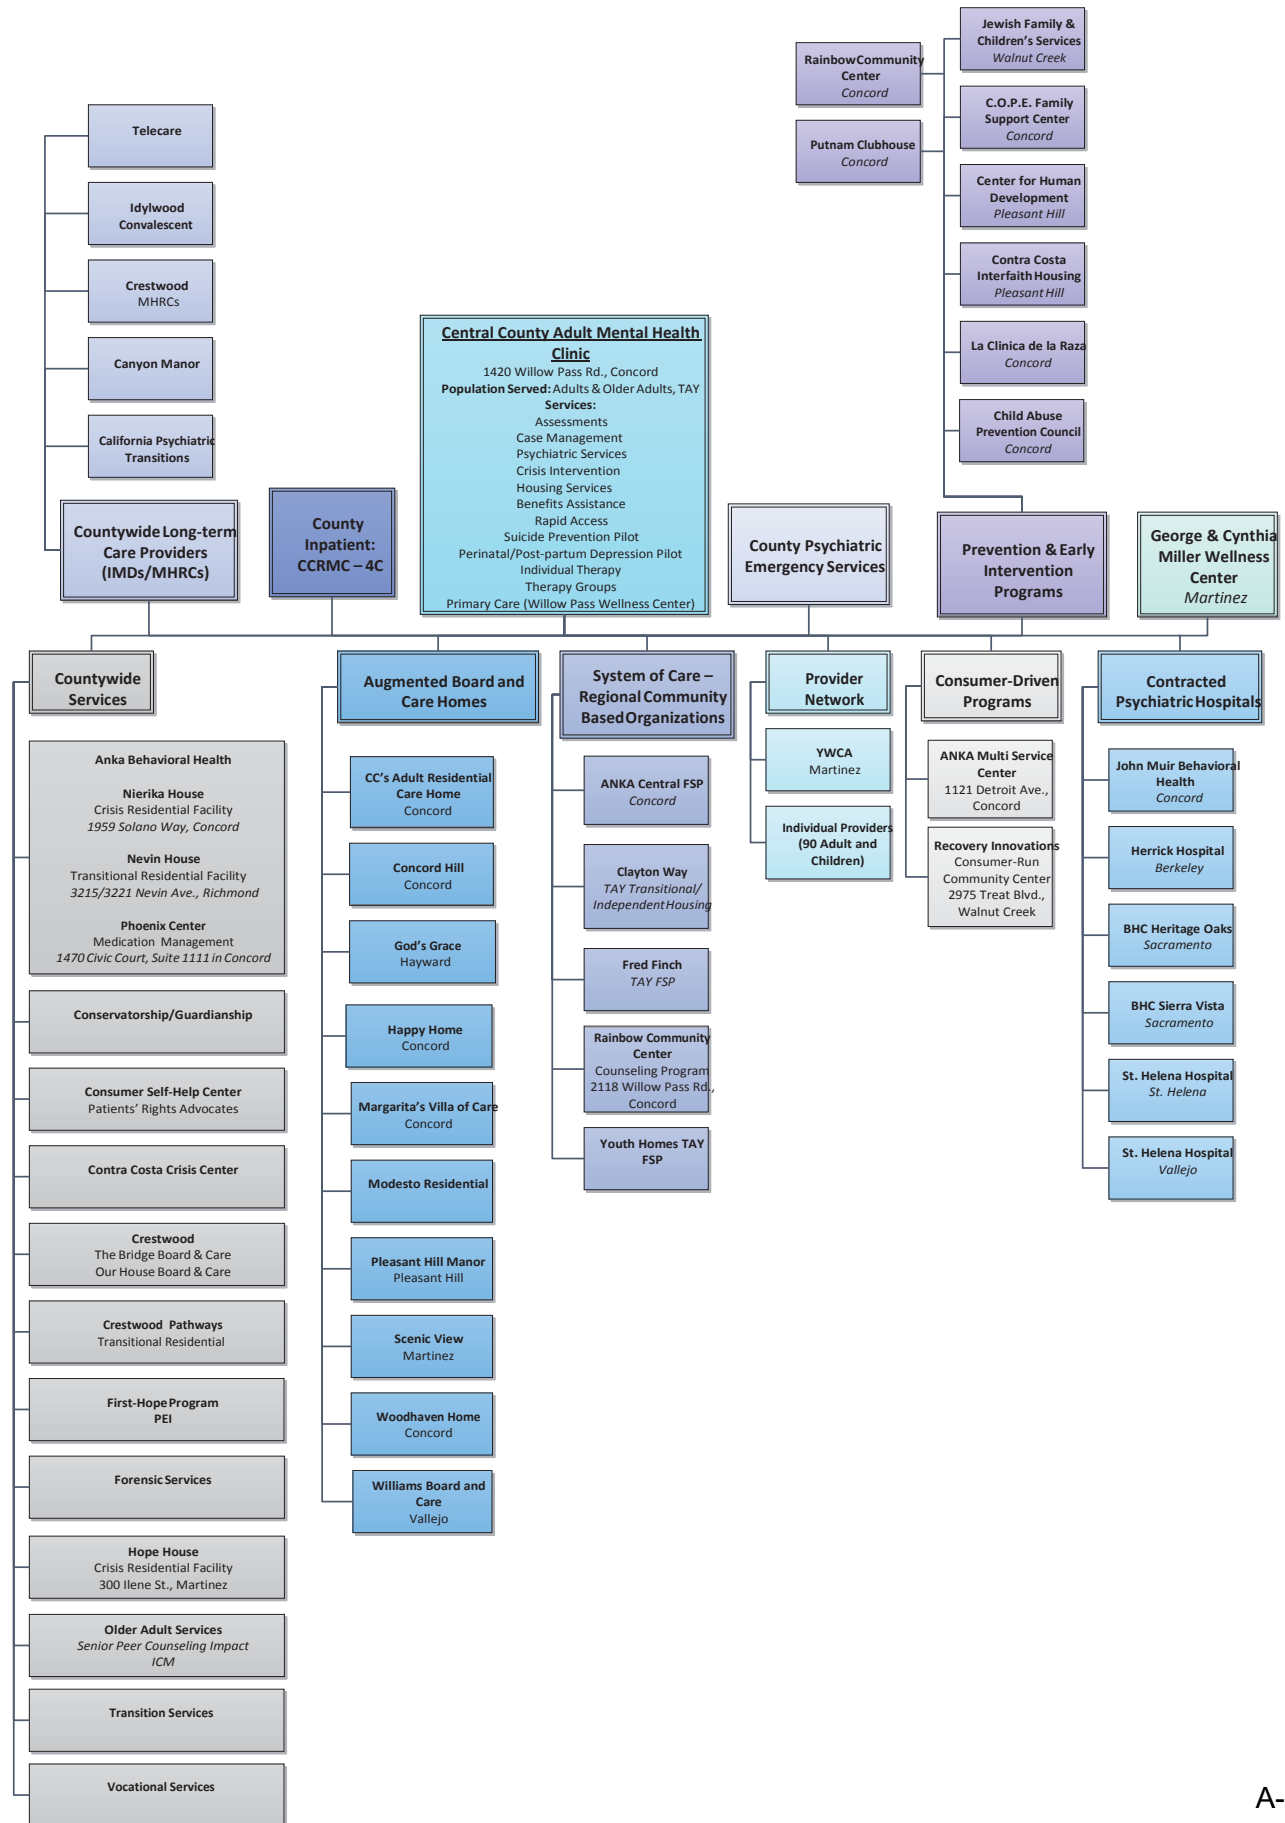 Jewish Family &
Children’s Services
Walnut Creek
Rainbow Community
Center
Concord
C.O.P.E. Family
Support Center
Concord
Putnam Clubhouse
Concord
Center for Human
Development
Pleasant Hill
Contra Costa
Interfaith Housing
Pleasant Hill
La Clinica de la Raza
Concord
Child Abuse
Prevention Council
Concord
Telecare
Idylwood
Convalescent
Crestwood
MHRCs
Canyon Manor
California Psychiatric
Transitions
Countywide Long-term
Care Providers
(IMDs/MHRCs)
County
Inpatient:
CCRMC – 4C
Central County Adult Mental Health
Clinic
1420 Willow Pass Rd., Concord
Population Served: Adults & Older Adults, TAY
Services:
Assessments
Case Management
Psychiatric Services
Crisis Intervention
Housing Services
Benefits Assistance
Rapid Access
Suicide Prevention Pilot
Perinatal/Post-partum Depression Pilot
Individual Therapy
Therapy Groups
Primary Care (Willow Pass Wellness Center)
County Psychiatric
Emergency Services
Prevention & Early
Intervention
Programs
George & Cynthia
Miller Wellness
Center
Martinez
Countywide
Services
Anka Behavioral Health
Nierika House
Crisis Residential Facility
1959 Solano Way, Concord
Nevin House
Transitional Residential Facility
3215/3221 Nevin Ave., Richmond
Phoenix Center
Medication Management
1470 Civic Court, Suite 1111 in Concord
Conservatorship/Guardianship
Consumer Self-Help Center
Patients’ Rights Advocates
Contra Costa Crisis Center
Crestwood
The Bridge Board & Care
Our House Board & Care
Crestwood Pathways
Transitional Residential
First-Hope Program
PEI
Forensic Services
Hope House
Crisis Residential Facility
300 Ilene St., Martinez
Older Adult Services
Senior Peer Counseling Impact
ICM
Transition Services
Vocational Services
Augmented Board and
Care Homes
CC’s Adult Residential
Care Home
Concord
Concord Hill
Concord
God’s Grace
Hayward
Happy Home
Concord
Margarita’s Villa of Care
Concord
Modesto Residential
Pleasant Hill Manor
Pleasant Hill
Scenic View
Martinez
Woodhaven Home
Concord
Williams Board and
Care
Vallejo
System of Care –
Regional Community
Based Organizations
ANKA Central FSP
Concord
Clayton Way
TAY Transitional/
Independent Housing
Fred Finch
TAY FSP
Rainbow Community
Center
Counseling Program
2118 Willow Pass Rd.,
Concord
Youth Homes TAY
FSP
Provider
Network
YWCA
Martinez
Individual Providers
(90 Adult and
Children)
Consumer-Driven
Programs
ANKA Multi Service
Center
1121 Detroit Ave.,
Concord
Recovery Innovations
Consumer-Run
Community Center
2975 Treat Blvd.,
Walnut Creek
Contracted
Psychiatric Hospitals
John Muir Behavioral
Health
Concord
Herrick Hospital
Berkeley
BHC Heritage Oaks
Sacramento
BHC Sierra Vista
Sacramento
St. Helena Hospital
St. Helena
St. Helena Hospital
Vallejo
A-